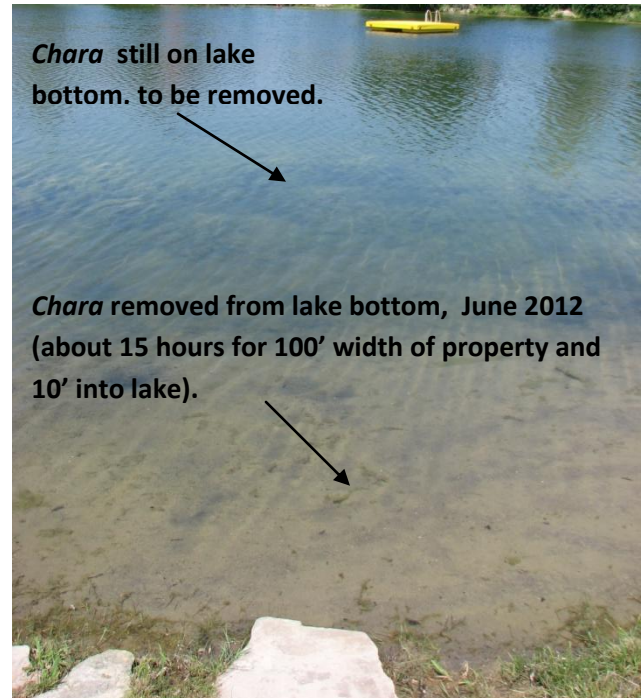 Chara still on lake
bottom. to be removed.
Chara removed from lake bottom, June 2012
(about 15 hours for 100’ width of property and
10’ into lake).